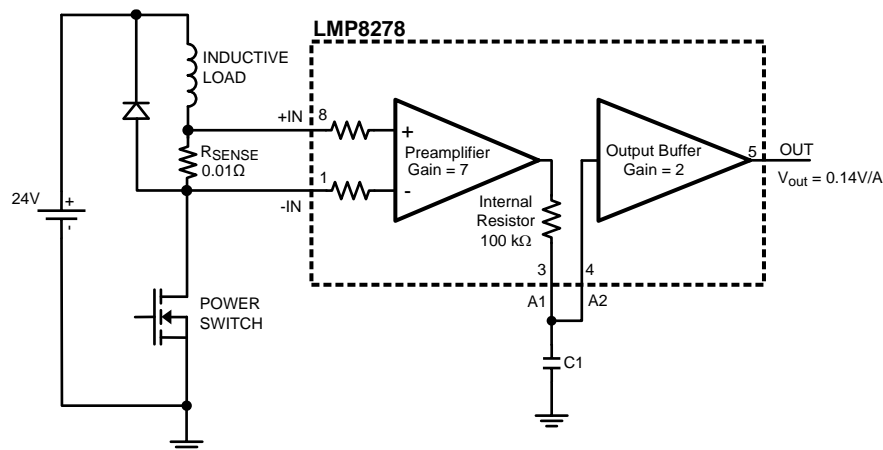 LMP8278
INDUCTIVE
LOAD
+IN
8
RSENSE
0.01Ω
1
-IN
+
-
Preamplifier
Gain = 7
Output Buffer
Gain = 2
5
OUT
Vout = 0.14V/A
Internal
Resistor
100 kΩ
24V
+
-
3
4
A1
A2
POWER
SWITCH
C1